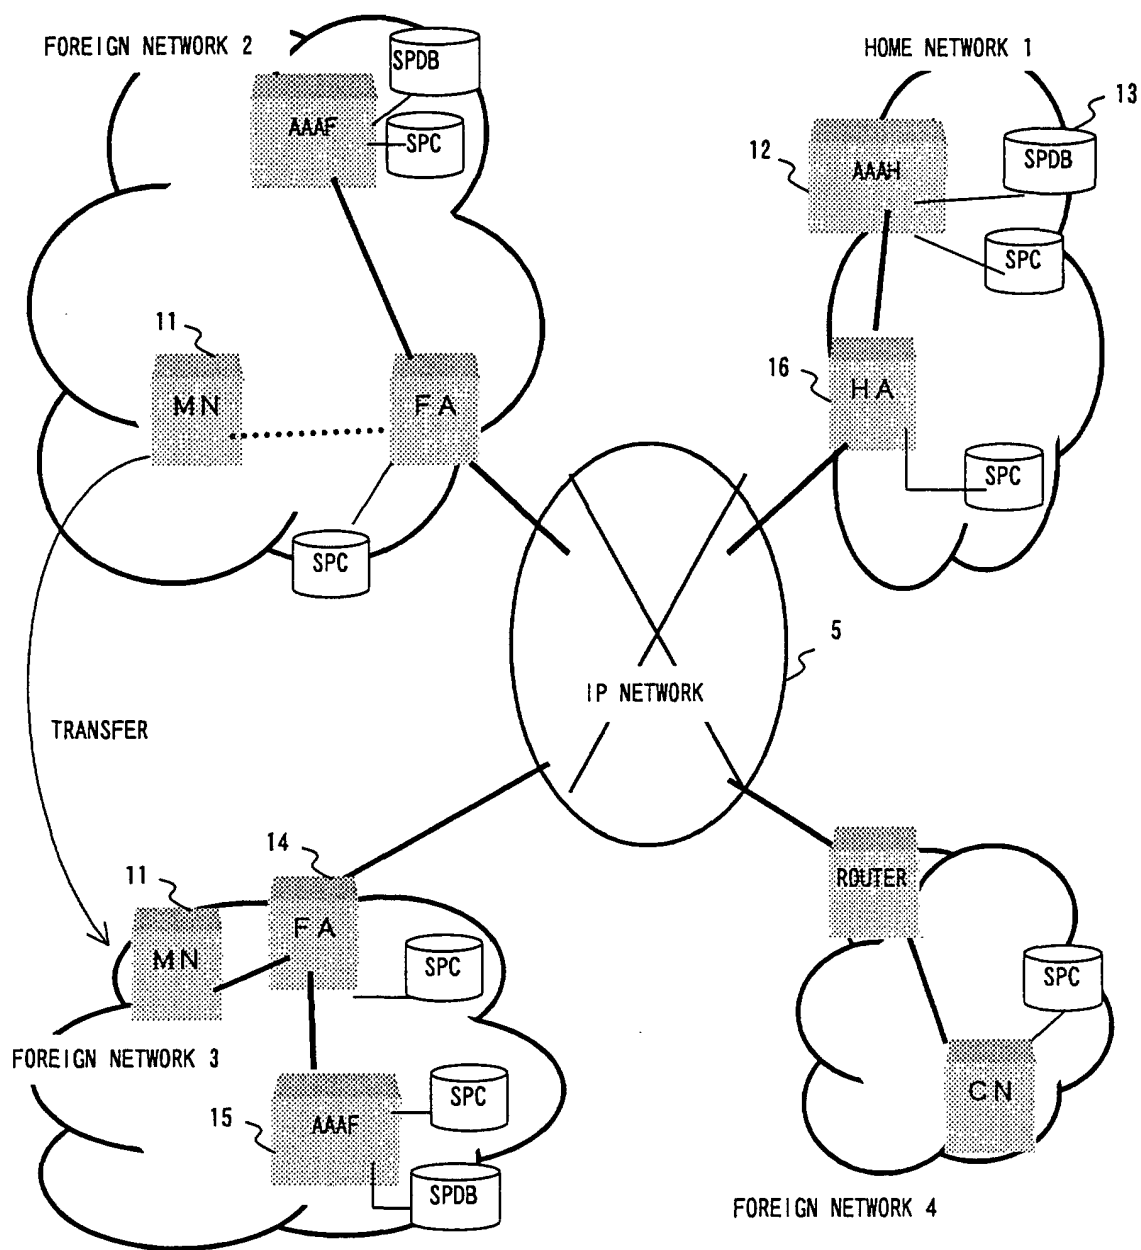 FOREIGN NETWORK 2
SPDB
AAAF
SPC
11
MN
FA
SPC
HOME NETWORK 1
13
12
AAAH
SPDB
SPC
16
HA
SPC
5
IP NETWORK
TRANSFER
14
11
FA
MN
SPC
FOREIGN NETWORK 3
15
AAAF
SPC
SPDB
ROUTER
SPC
CN
FOREIGN NETWORK 4